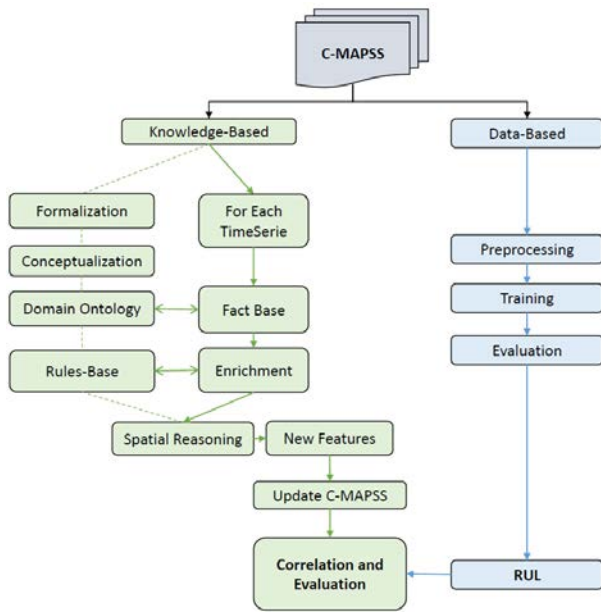 C-MAPSS
Knowledge-Based
Data-Based
Formalization
For Each
TimeSerie
Conceptualization
Preprocessing
Domain Ontology
Fact Base
Training
Rules-Base
Enrichment
Evaluation
Spatial Reasoning
New Features
Update C-MAPSS
Correlation and
Evaluation
RUL